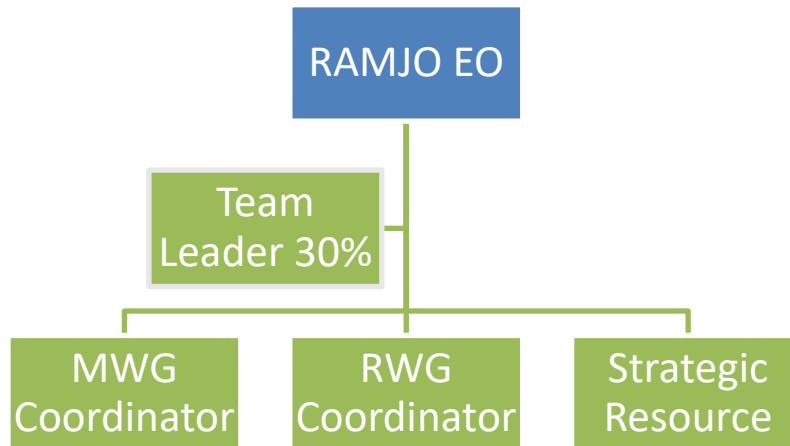 RAMJO EO
Team
Leader 30%
MWG
Coordinator
RWG
Coordinator
Strategic
Resource